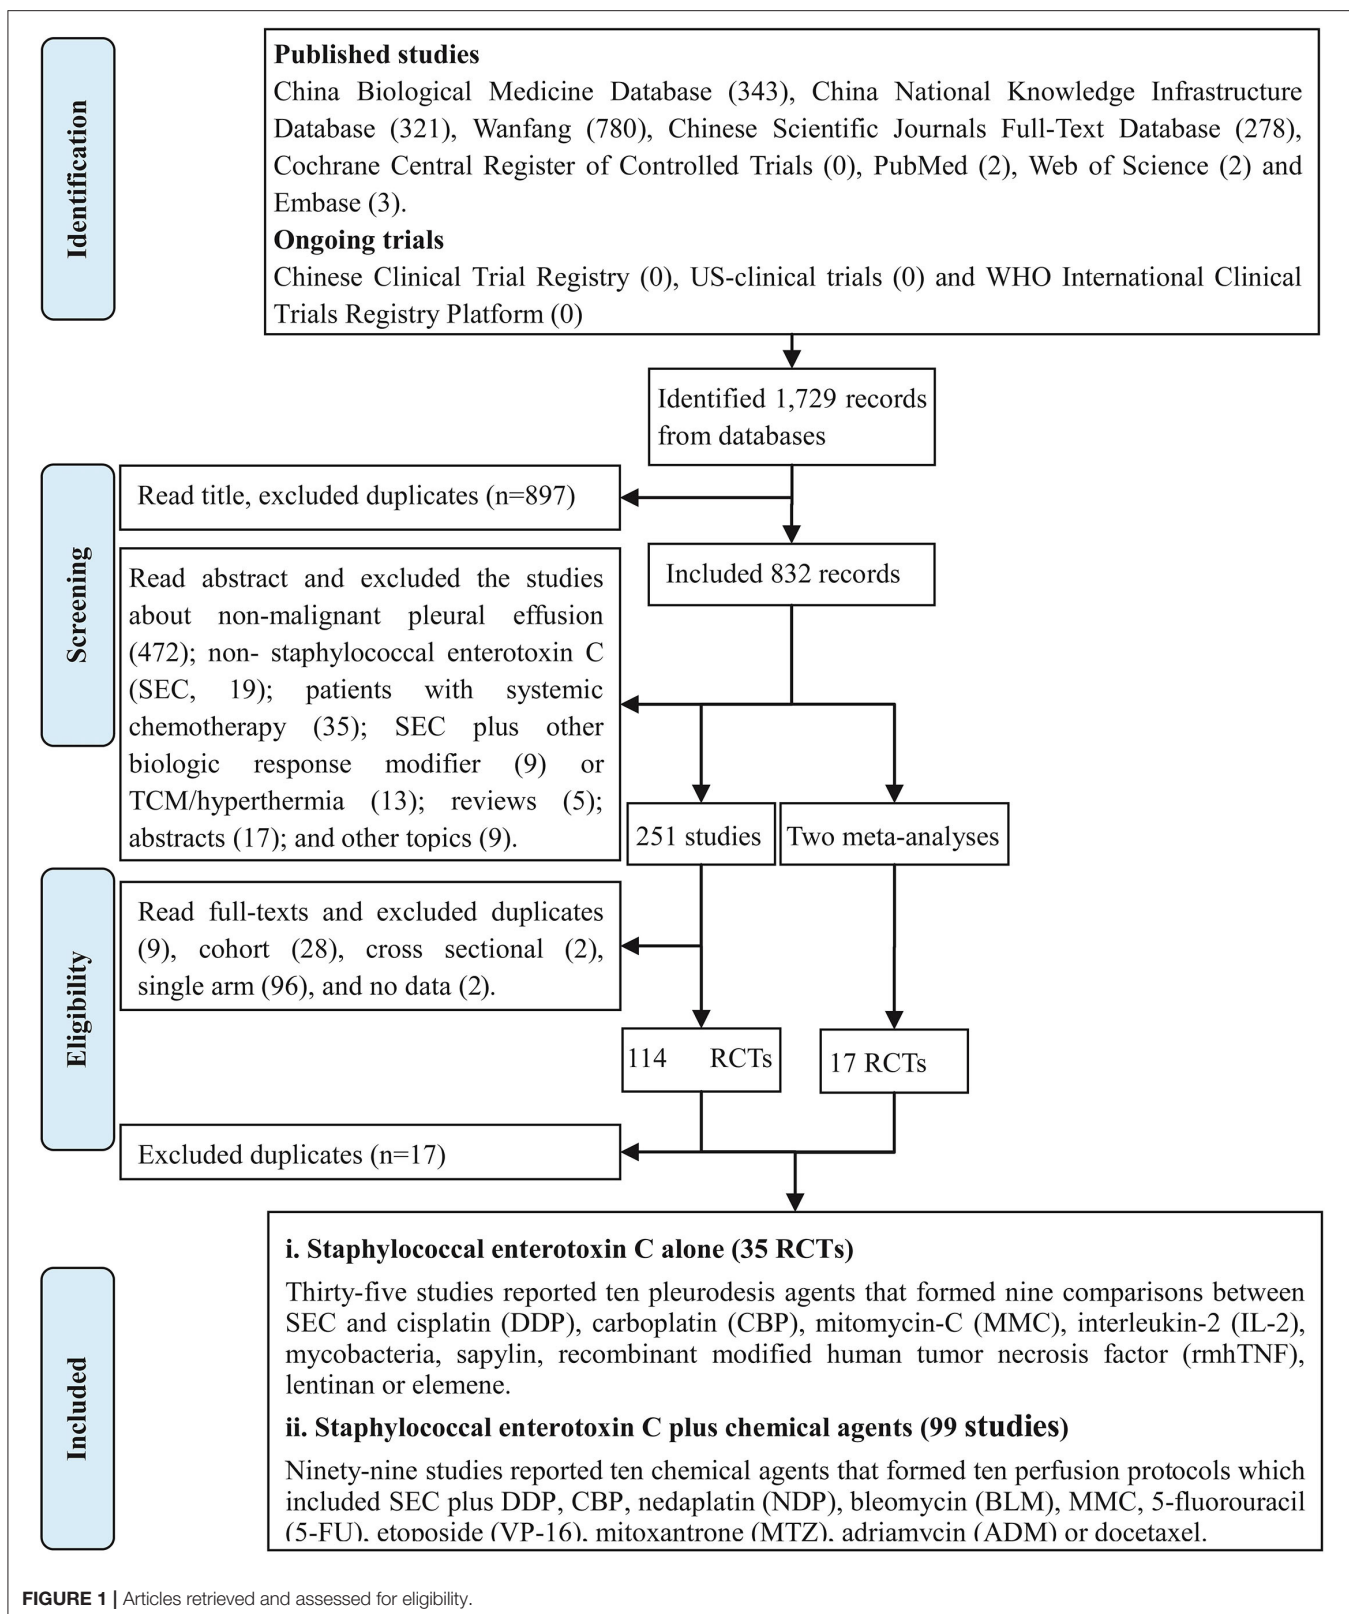 Identification
Published studies
China Biological Medicine Database (343), China National Knowledge Infrastructure
Database (321), Wanfang (780), Chinese Scientific Journals Full-Text Database (278),
Cochrane Central Register of Controlled Trials (0), PubMed (2), Web of Science (2) and
Embase (3).
Ongoing trials
Chinese Clinical Trial Registry (0), US-clinical trials (0) and WHO International Clinical
Trials Registry Platform (0)
Identified 1,729 records
from databases
Screening
Read title, excluded duplicates (n=897)
Included 832 records
Read abstract and excluded the studies
about non-malignant pleural effusion
(472); non- staphylococcal enterotoxin C
(SEC, 19); patients with systemic
chemotherapy (35); SEC plus other
biologic response modifier (9) or
TCM/hyperthermia (13); reviews (5);
abstracts (17); and other topics (9).
251 studies
Two meta-analyses
Eligibility
Read full-texts and excluded duplicates
(9), cohort (28), cross sectional (2),
single arm (96), and no data (2).
114 RCTs
17 RCTs
Excluded duplicates (n=17)
Included
i. Staphylococcal enterotoxin C alone (35 RCTs)
Thirty-five studies reported ten pleurodesis agents that formed nine comparisons between
SEC and cisplatin (DDP), carboplatin (CBP), mitomycin-C (MMC), interleukin-2 (IL-2),
mycobacteria, sapylin, recombinant modified human tumor necrosis factor (rmhTNF),
lentinan or elemene.
ii. Staphylococcal enterotoxin C plus chemical agents (99 studies)
Ninety-nine studies reported ten chemical agents that formed ten perfusion protocols which
included SEC plus DDP, CBP, nedaplatin (NDP), bleomycin (BLM), MMC, 5-fluorouracil
(5-FU), etoposide (VP-16), mitoxantrone (MTZ), adriamycin (ADM) or docetaxel.
FIGURE 1 | Articles retrieved and assessed for eligibility.